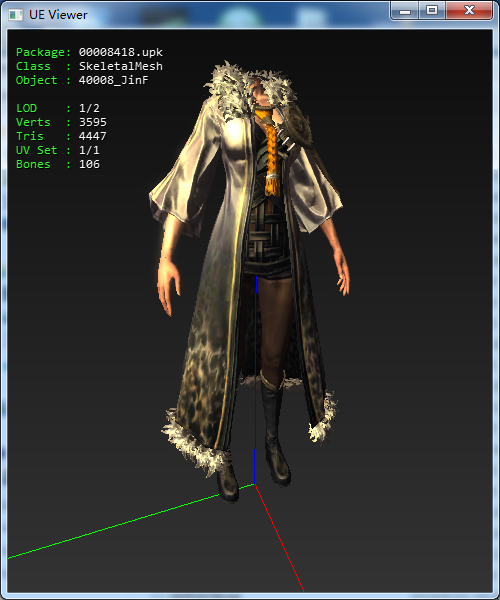 UE Viewer
Package: 00008418.upk
Class : SkeletalMesh
Object : 40008_JinF
LOD : 1/2
Verts : 3595
Tris : 4447
UV Set : 1/1
Bones : 106